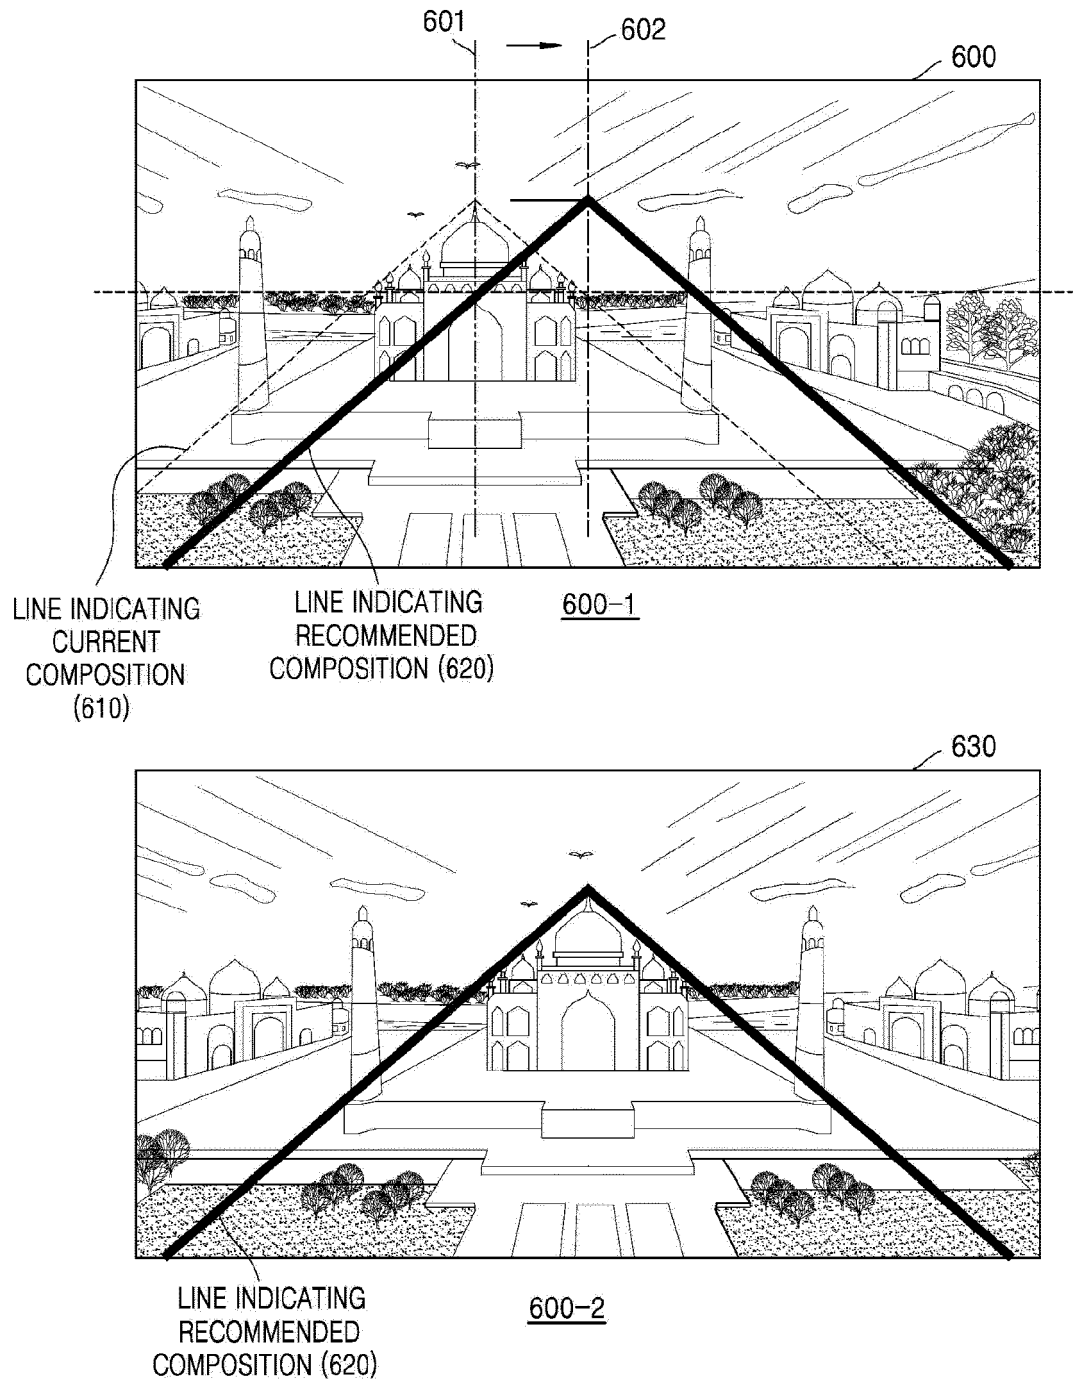 601
602
600
LINE INDICATING
CURRENT
COMPOSITION
(610)
LINE INDICATING
RECOMMENDED
COMPOSITION (620)
600-1
630
LINE INDICATING
RECOMMENDED
COMPOSITION (620)
600-2